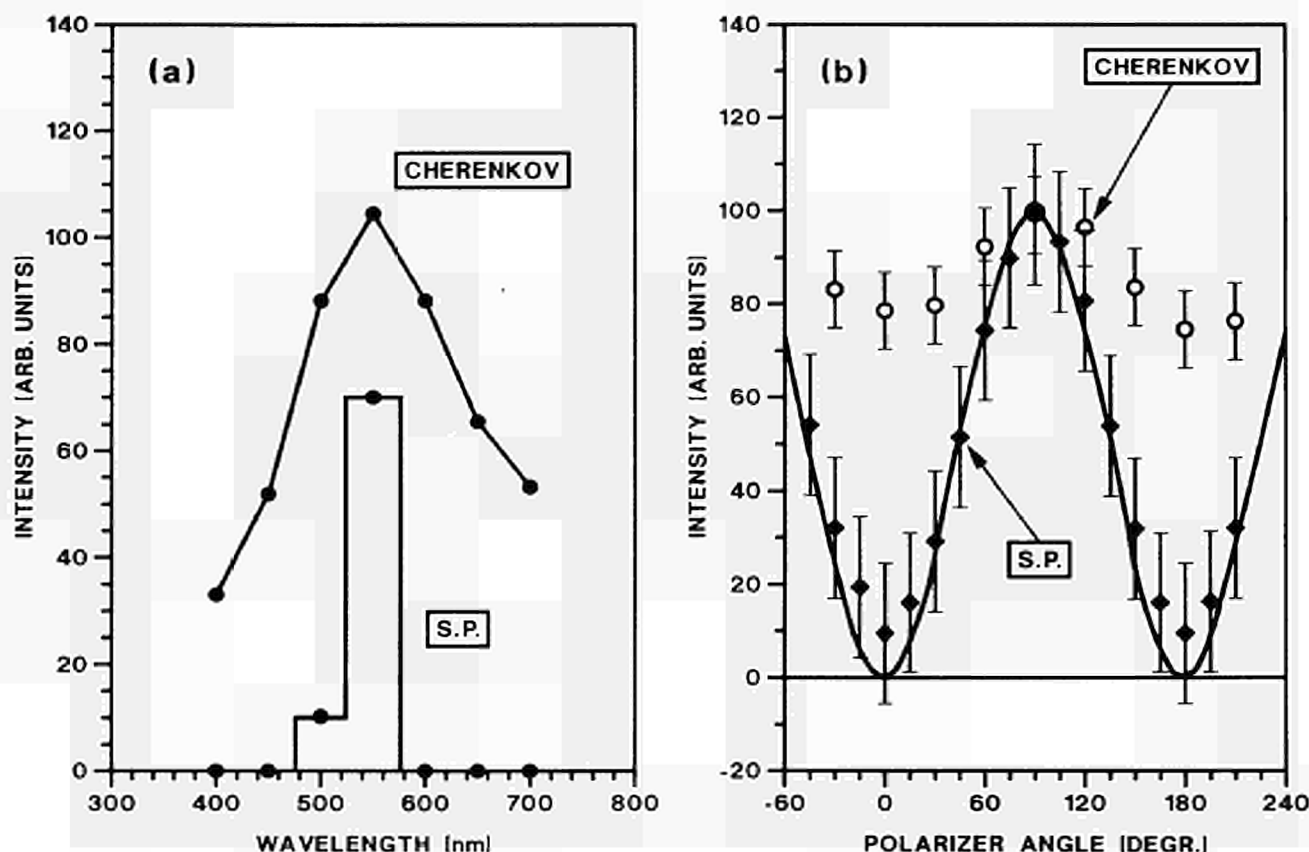 140
120
100
80
60
40
20
0
300 400 500 600 700 800
INTENSITY [ARB. UNITS]
WAVELENGTH [nm]
(a)
CHERENKOV
S.P.
140
120
100
80
60
40
20
0
-20
-60 0 60 120 180 240
INTENSITY [ARB. UNITS]
POLARIZER ANGLE [DEGR.]
(b)
CHERENKOV
S.P.